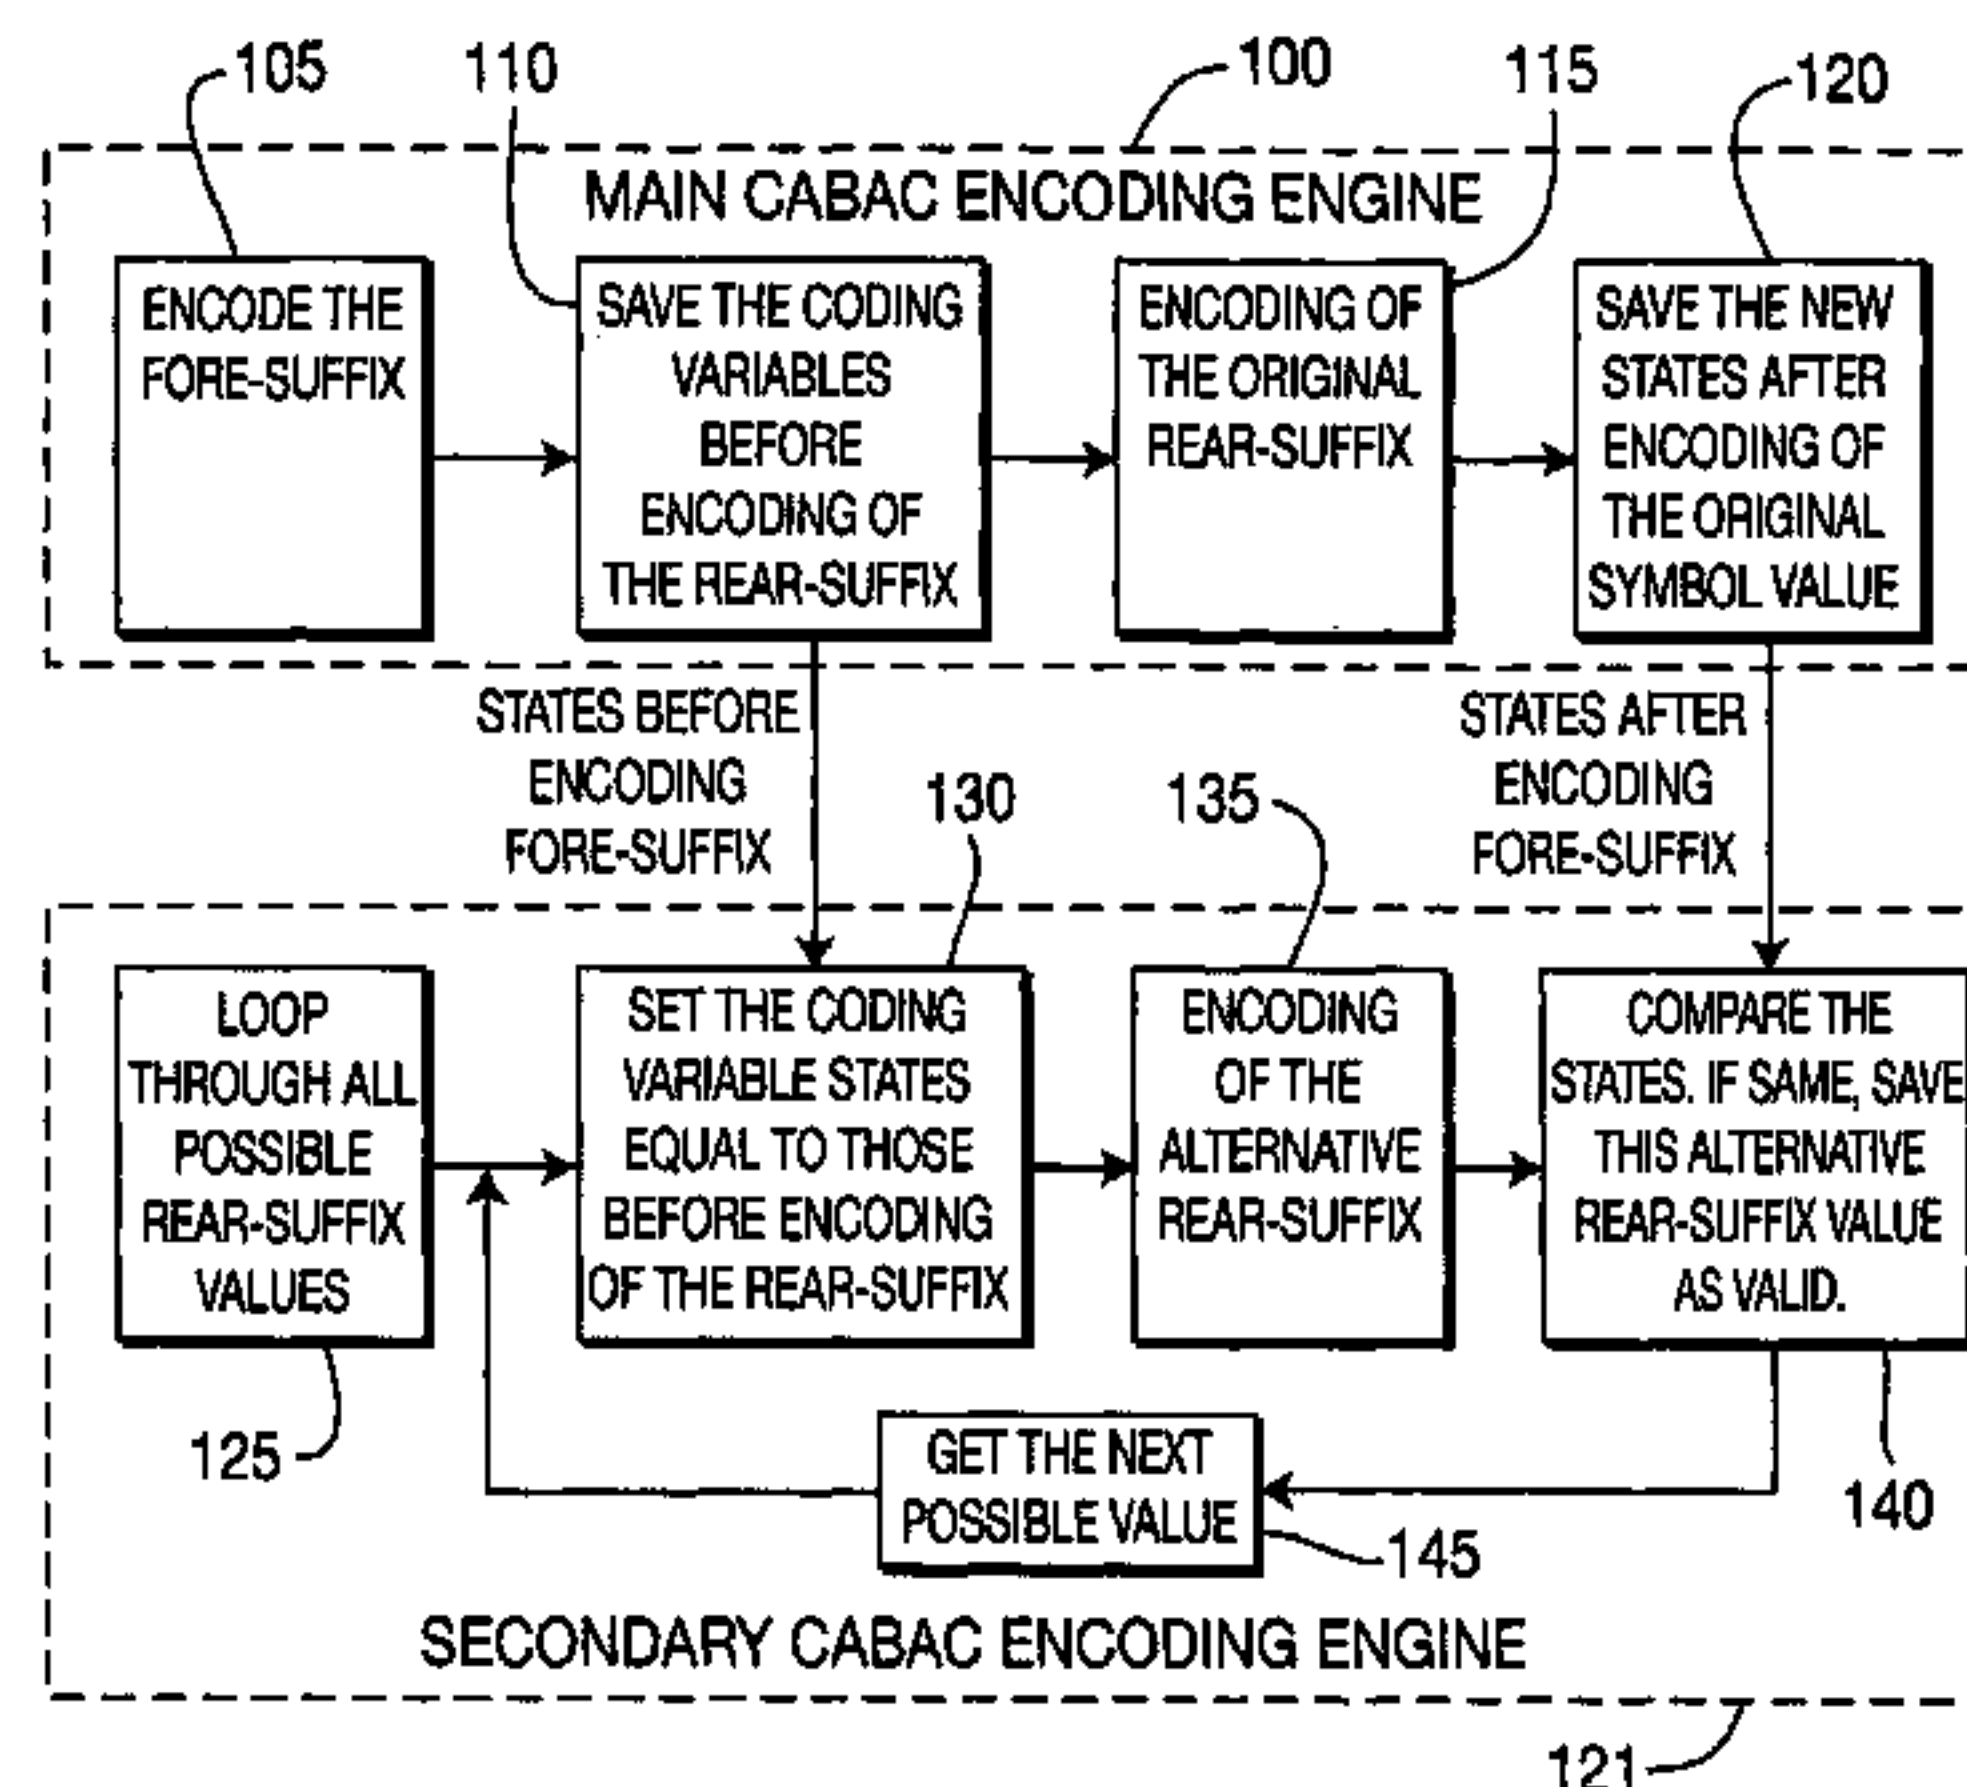 105
110
100
115
120
MAIN CABAC ENCODING ENGINE
ENCODE THE
FORE-SUFFIX
SAVE THE CODING
VARIABLES
BEFORE
ENCODING OF
THE REAR-SUFFIX
ENCODING OF
THE ORIGINAL
REAR-SUFFIX
SAVE THE NEW
STATES AFTER
ENCODING OF
THE ORIGINAL
SYMBOL VALUE
STATES BEFORE
ENCODING
FORE-SUFFIX
STATES AFTER
ENCODING
FORE-SUFFIX
130
135
LOOP
THROUGH ALL
POSSIBLE
REAR-SUFFIX
VALUES
SET THE CODING
VARIABLE STATES
EQUAL TO THOSE
BEFORE ENCODING
OF THE REAR-SUFFIX
ENCODING
OF THE
ALTERNATIVE
REAR-SUFFIX
COMPARE THE
STATES. IF SAME, SAVE
THIS ALTERNATIVE
REAR-SUFFIX VALUE
AS VALID.
125
GET THE NEXT
POSSIBLE VALUE
145
140
SECONDARY CABAC ENCODING ENGINE
121